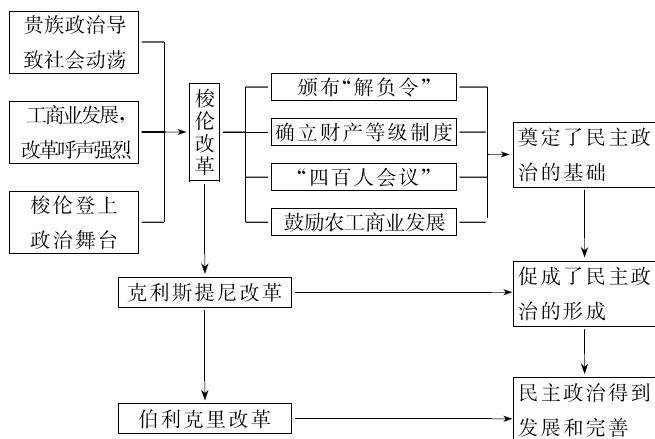 贵族政治导
致社会动荡
工商业发展，
改革呼声强烈
梭伦登上
政治舞台
梭伦改革
颁布“解负令”
确立财产等级制度
“四百人会议”
鼓励农工商业发展
奠定了民主政
治的基础
克利斯提尼改革
促成了民主政
治的形成
伯利克里改革
民主政治得到
发展和完善